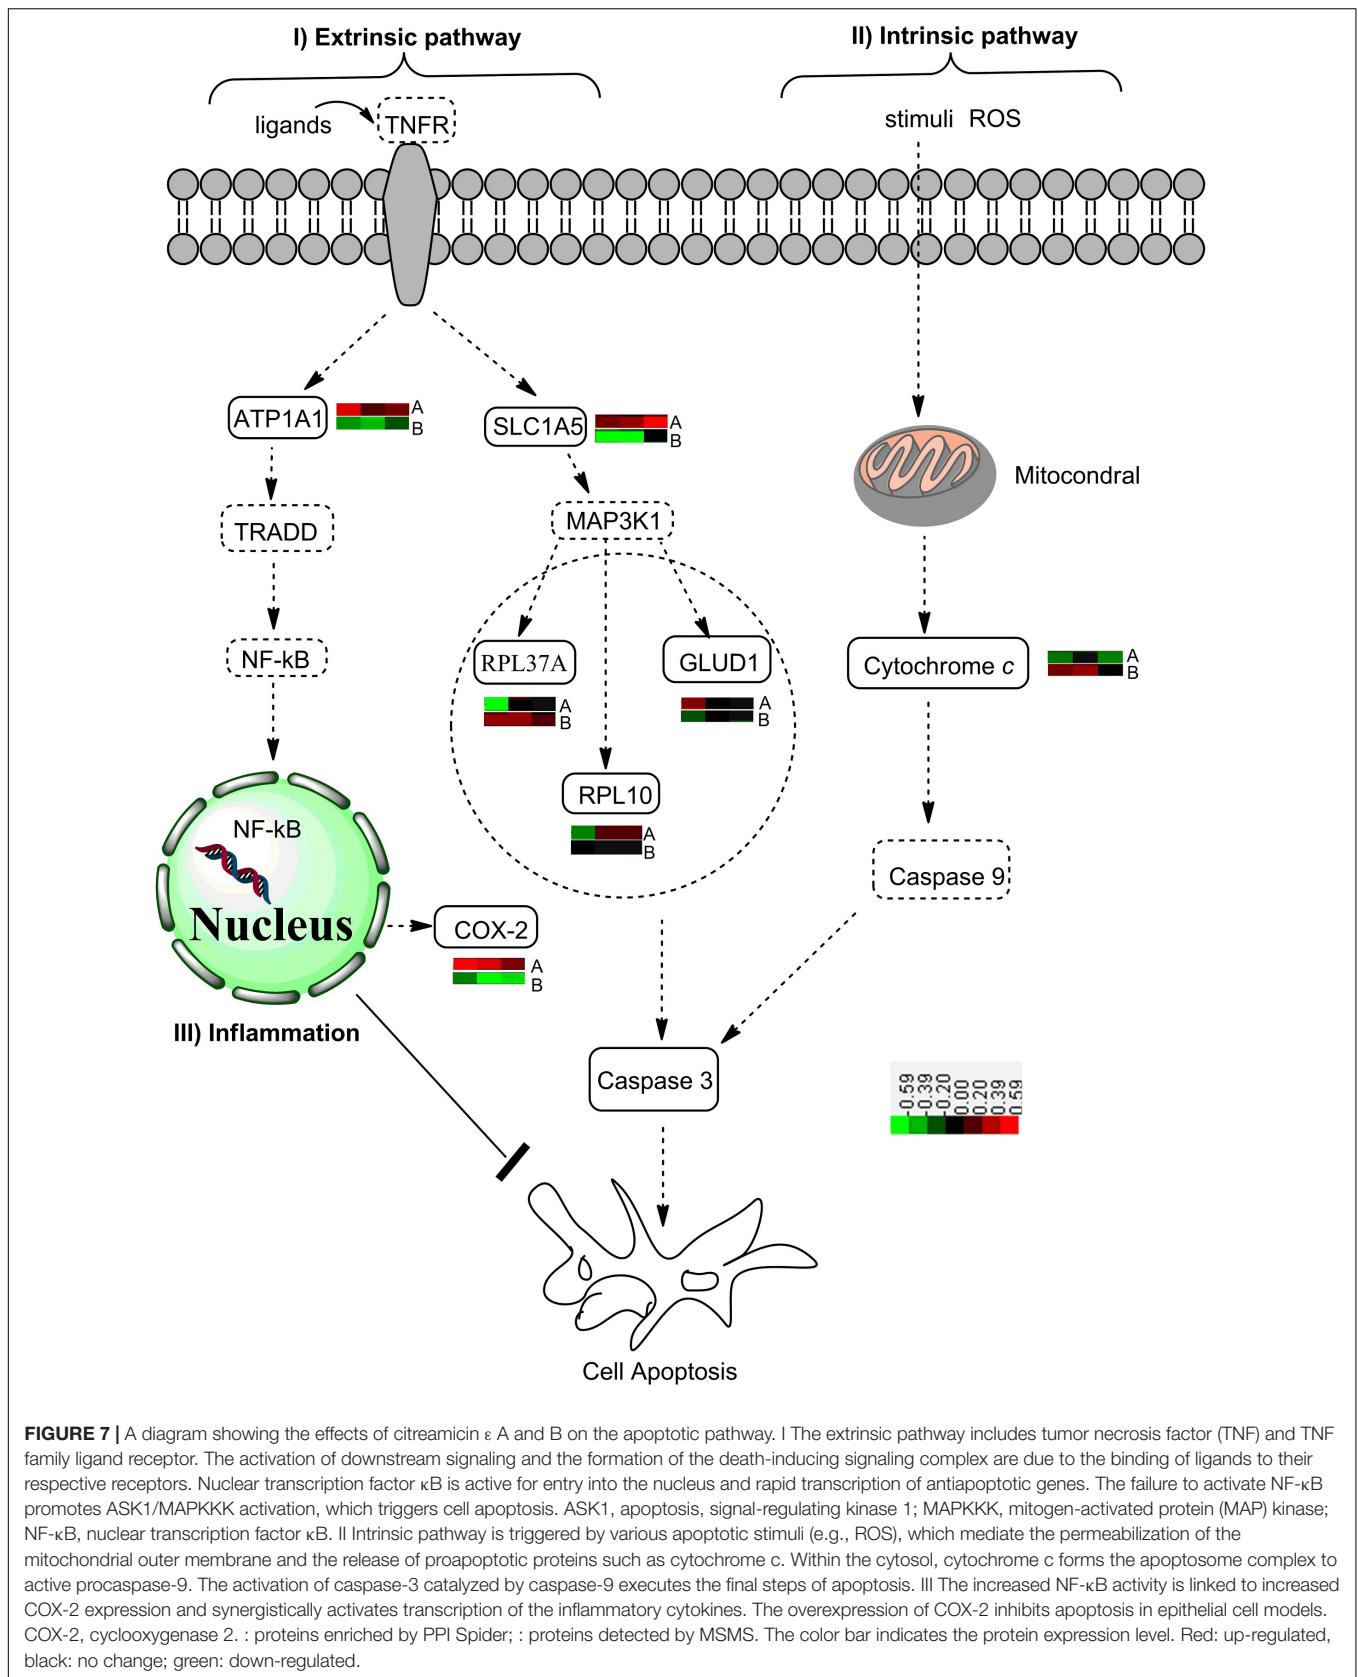 I) Extrinsic pathway
II) Intrinsic pathway
ligands
TNFR
stimuli ROS
ATP1A1
A
B
SLC1A5
A
B
Mitocondral
TRADD
MAP3K1
NF-kB
RPL37A
A
B
GLUD1
A
B
Cytochrome c
A
B
RPL10
A
B
NF-kB
Nucleus
Caspase 9
COX-2
A
B
III) Inflammation
Caspase 3
-0.59
-0.39
-0.20
0.00
0.20
0.39
0.59
Cell Apoptosis
FIGURE 7 | A diagram showing the effects of citreamicin ε A and B on the apoptotic pathway. I The extrinsic pathway includes tumor necrosis factor (TNF) and TNF
family ligand receptor. The activation of downstream signaling and the formation of the death-inducing signaling complex are due to the binding of ligands to their
respective receptors. Nuclear transcription factor κB is active for entry into the nucleus and rapid transcription of antiapoptotic genes. The failure to activate NF-κB
promotes ASK1/MAPKKK activation, which triggers cell apoptosis. ASK1, apoptosis, signal-regulating kinase 1; MAPKKK, mitogen-activated protein (MAP) kinase;
NF-κB, nuclear transcription factor κB. II Intrinsic pathway is triggered by various apoptotic stimuli (e.g., ROS), which mediate the permeabilization of the
mitochondrial outer membrane and the release of proapoptotic proteins such as cytochrome c. Within the cytosol, cytochrome c forms the apoptosome complex to
active procaspase-9. The activation of caspase-3 catalyzed by caspase-9 executes the final steps of apoptosis. III The increased NF-κB activity is linked to increased
COX-2 expression and synergistically activates transcription of the inflammatory cytokines. The overexpression of COX-2 inhibits apoptosis in epithelial cell models.
COX-2, cyclooxygenase 2. : proteins enriched by PPI Spider; : proteins detected by MSMS. The color bar indicates the protein expression level. Red: up-regulated,
black: no change; green: down-regulated.